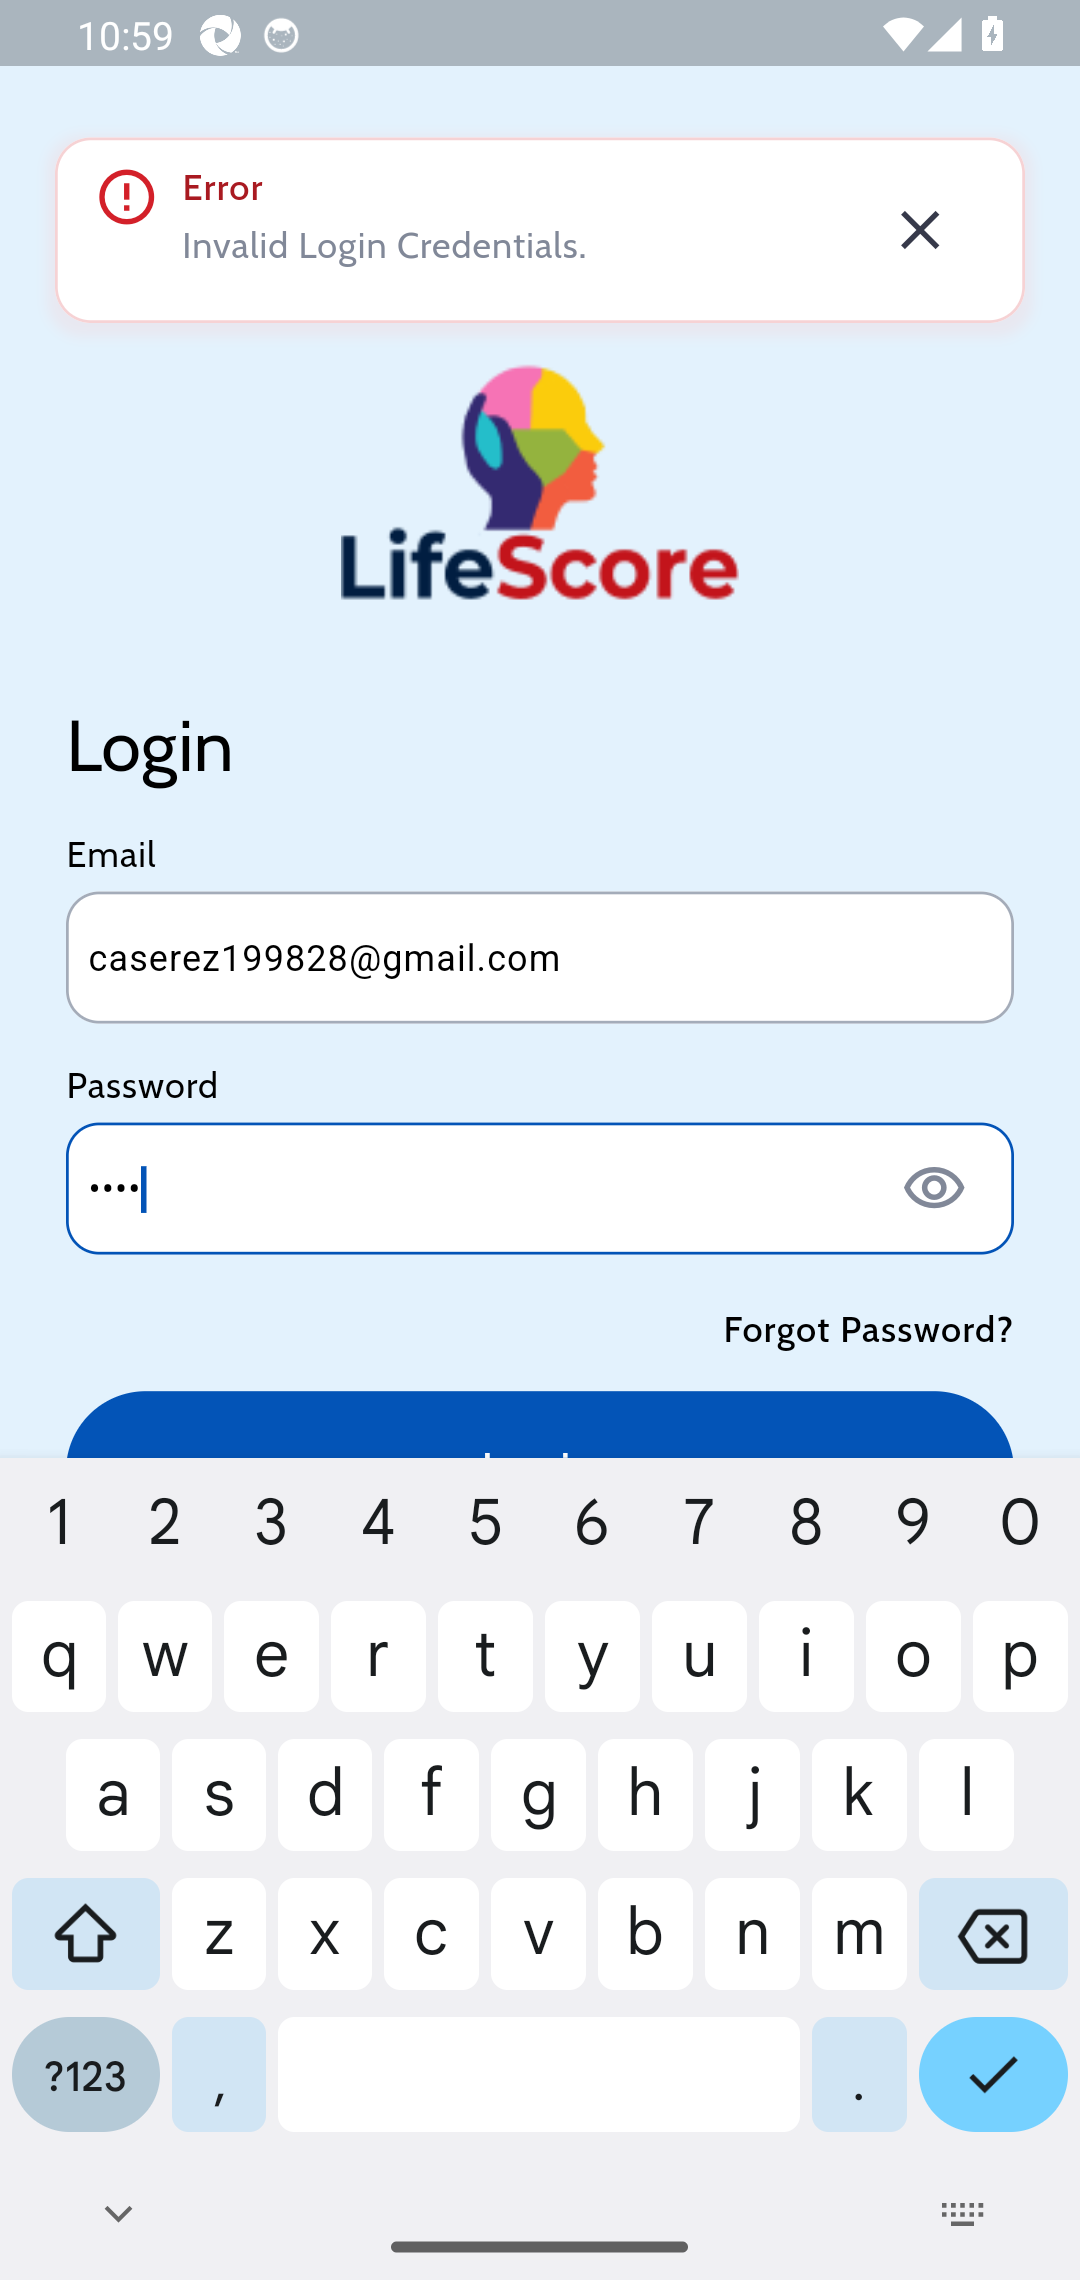 10:59
Error
Invalid Login Credentials.
LifeScore
Login
Email
caserez199828@gmail.com
Password
••••
Forgot Password?
1 2 3 4 5 6 7 8 9 0
q w e r t y u i o p
a s d f g h j k l
z x c v b n m
?123 , .